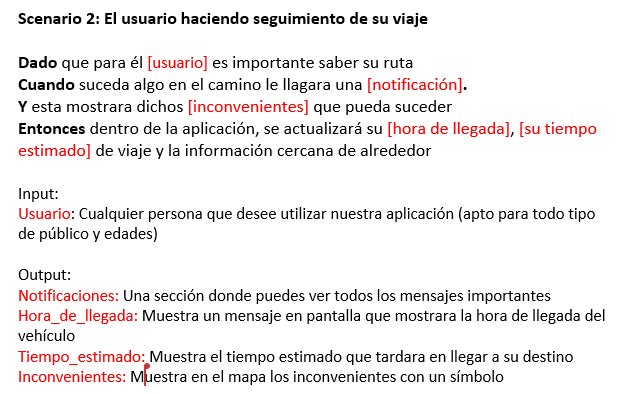 Scenario 2: El usuario haciendo seguimiento de su viaje
Dado que para él [usuario] es importante saber su ruta
Cuando suceda algo en el camino le llagara una [notificación].
Y esta mostrara dichos [inconvenientes] que pueda suceder
Entonces dentro de la aplicación, se actualizará su [hora de llegada], [su tiempo
estimado] de viaje y la información cercana de alrededor
Input:
Usuario: Cualquier persona que desee utilizar nuestra aplicación (apto para todo tipo
de público y edades)
Output:
Notificaciones: Una sección donde puedes ver todos los mensajes importantes
Hora_de_llegada: Muestra un mensaje en pantalla que mostrara la hora de llegada del
vehículo
Tiempo_estimado: Muestra el tiempo estimado que tardara en llegar a su destino
Inconvenientes: Muestra en el mapa los inconvenientes con un símbolo